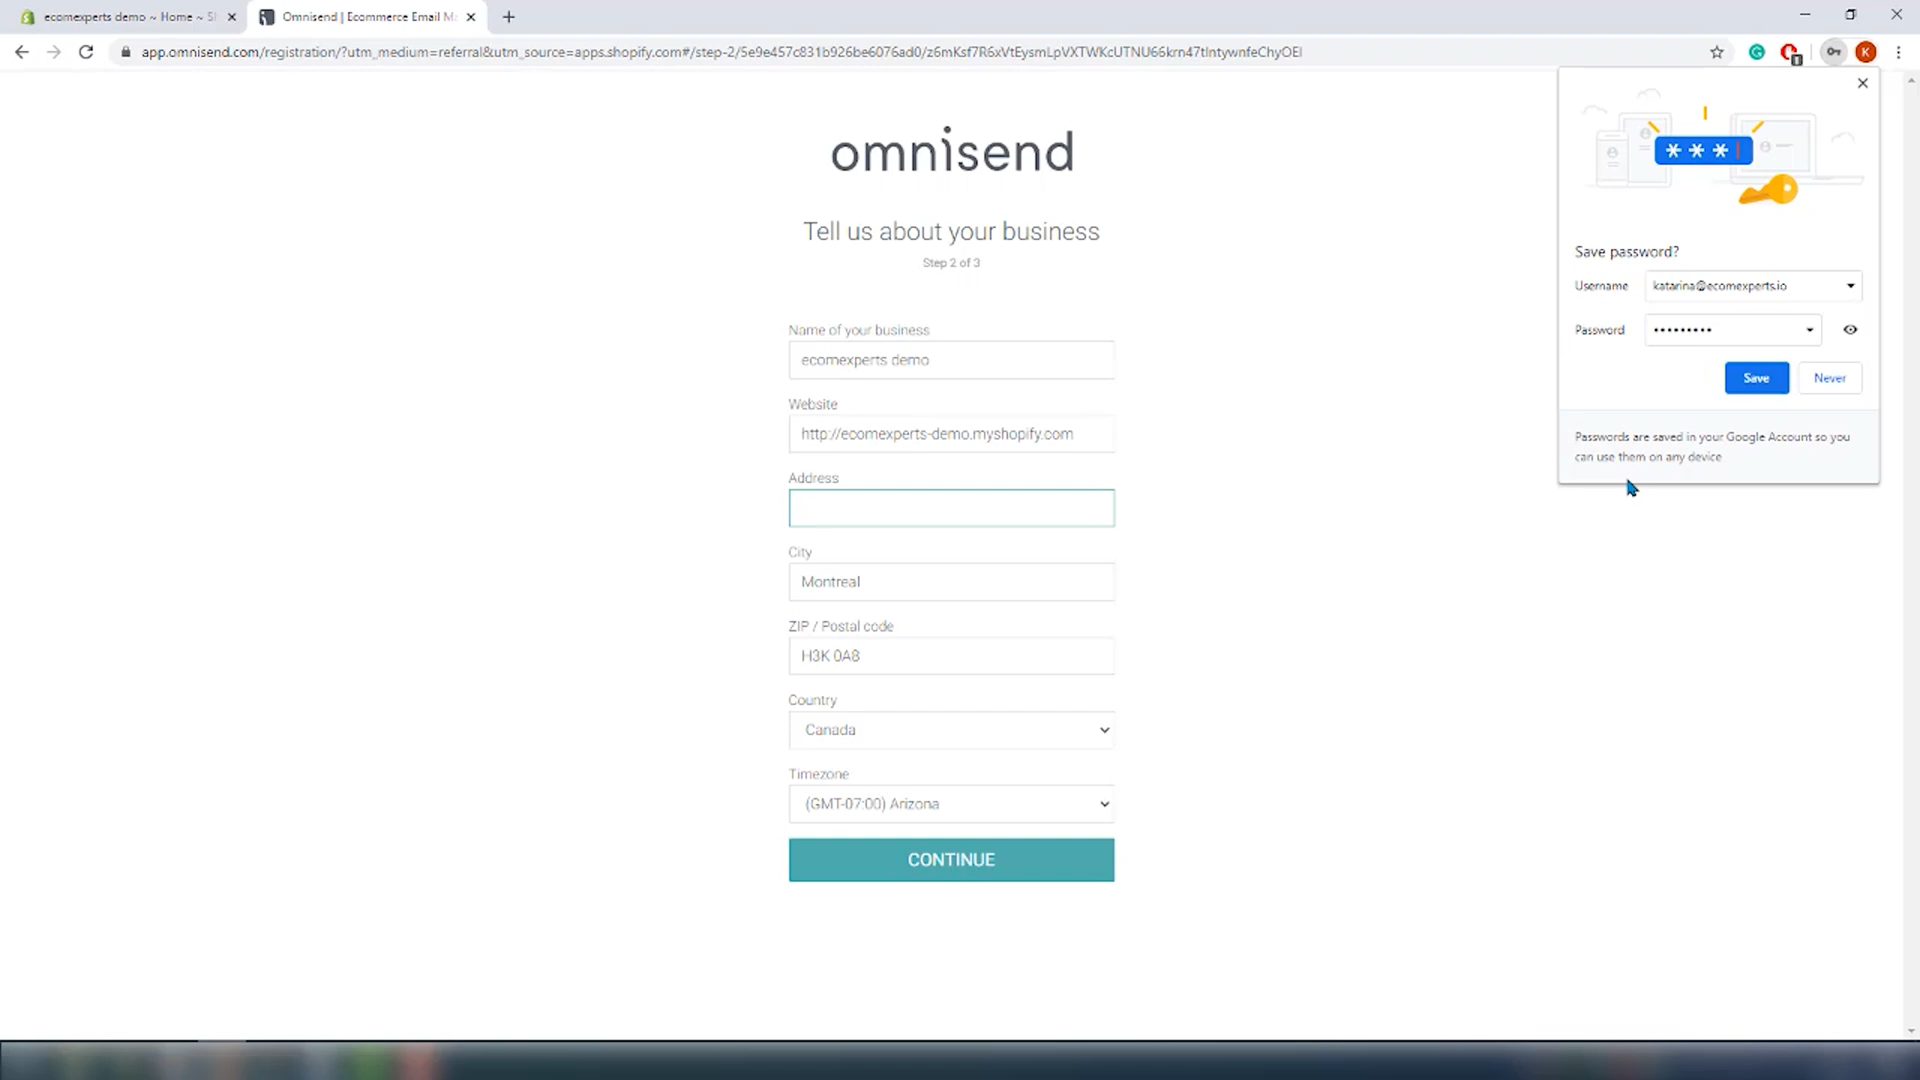 ecomexperts demo ~ Home ~ S
Omnisend | Ecommerce Email M
app.omnisend.com/registration/?utm_medium=referral&utm_source=apps.shopify.com#/step-2/5e9e457c831b926be6076ad0/z6mKsf7R6xVtEysmLpVXTWKcUTNU66krn47tIntywnfeChyOEI
K
omnisend
Tell us about your business
Step 2 of 3
Name of your business
ecomexperts demo
Website
http://ecomexperts-demo.myshopify.com
Address
City
Montreal
ZIP / Postal code
H3K 0A8
Country
Canada
Timezone
(GMT-07:00) Arizona
CONTINUE
* * *
Save password?
Username katarina@ecomexperts.io
Password •••••••••
Save Never
Passwords are saved in your Google Account so you
can use them on any device